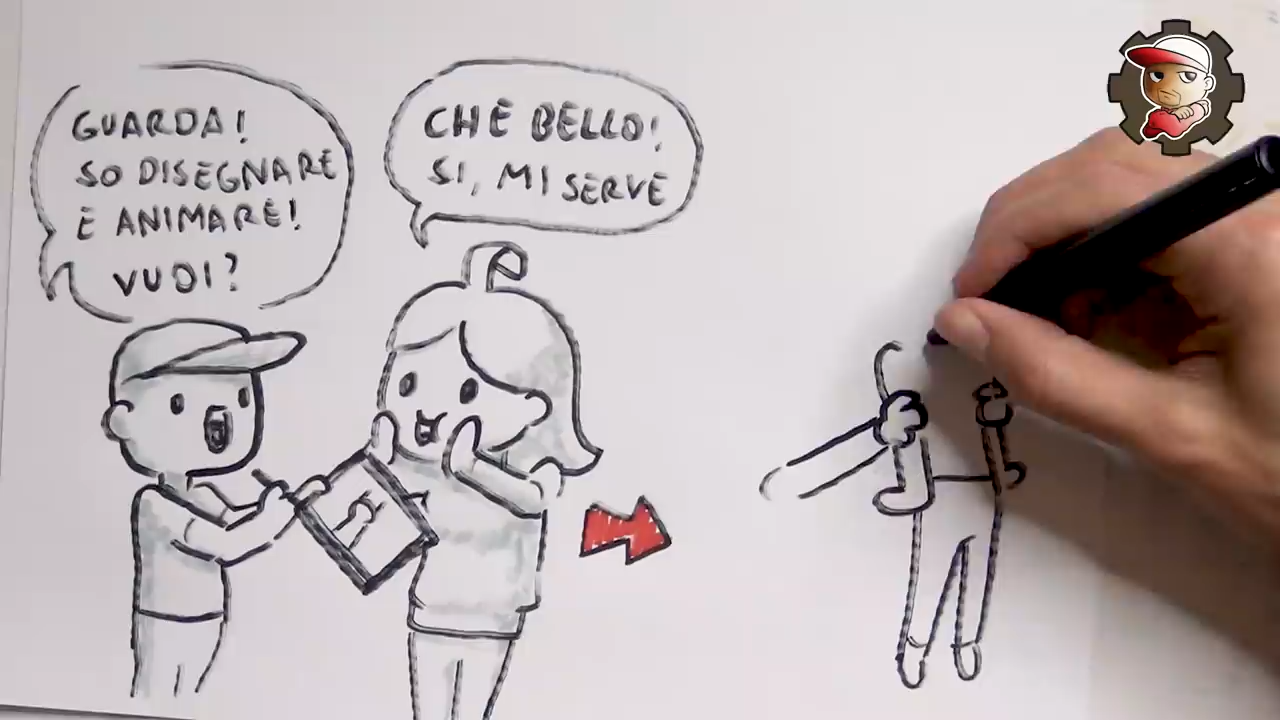 GUARDA!
SO DISEGNARE
E ANIMARE!
VUOI?
CHE BELLO!
SI, MI SERVE